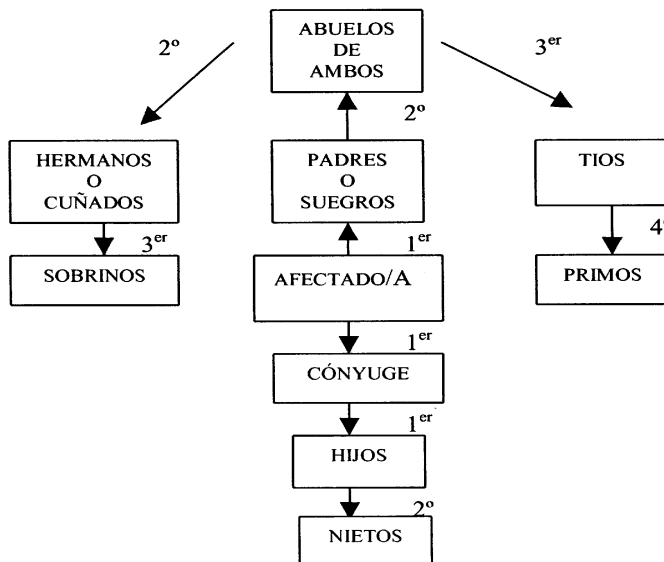 ABUELOS
DE
AMBOS
2º
3er
2º
HERMANOS
O
CUÑADOS
PADRES
O
SUEGROS
TIOS
3er
1er
4º
SOBRINOS
AFECTADO/A
PRIMOS
1er
CÓNYUGE
1er
HIJOS
2º
NIETOS